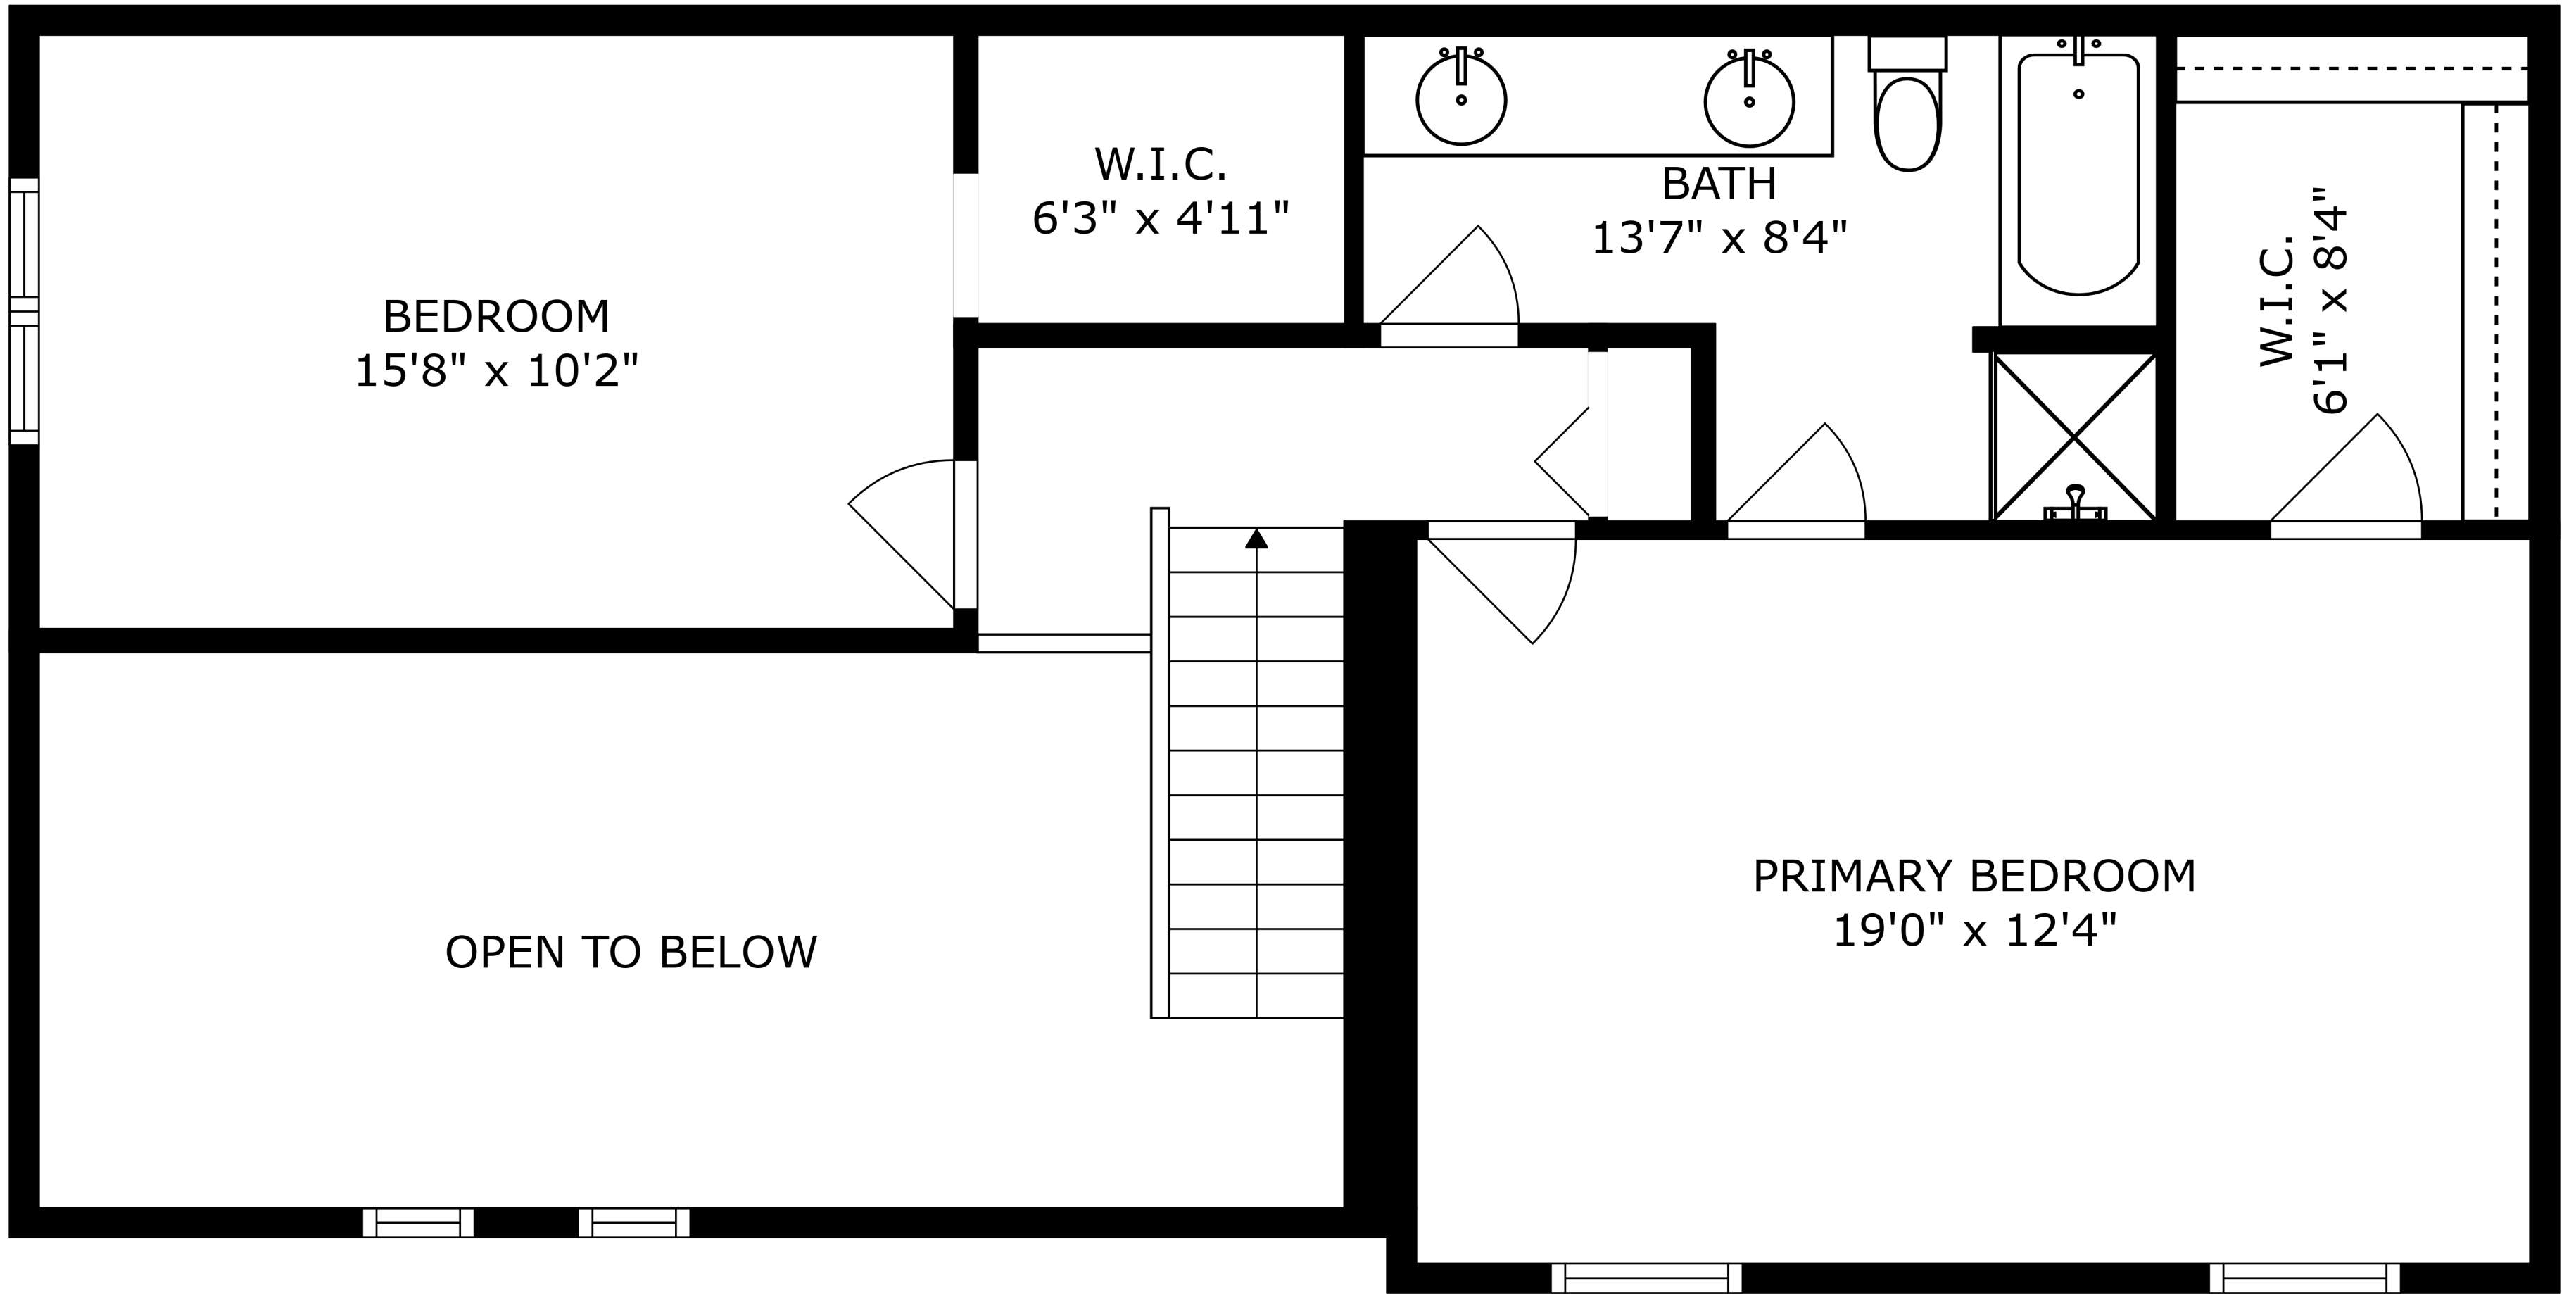 W.I.C.
6'3" x 4'11"
BATH
13'7" x 8'4"
W.I.C.
6'1" x 8'4"
BEDROOM
15'8" x 10'2"
PRIMARY BEDROOM
19'0" x 12'4"
OPEN TO BELOW